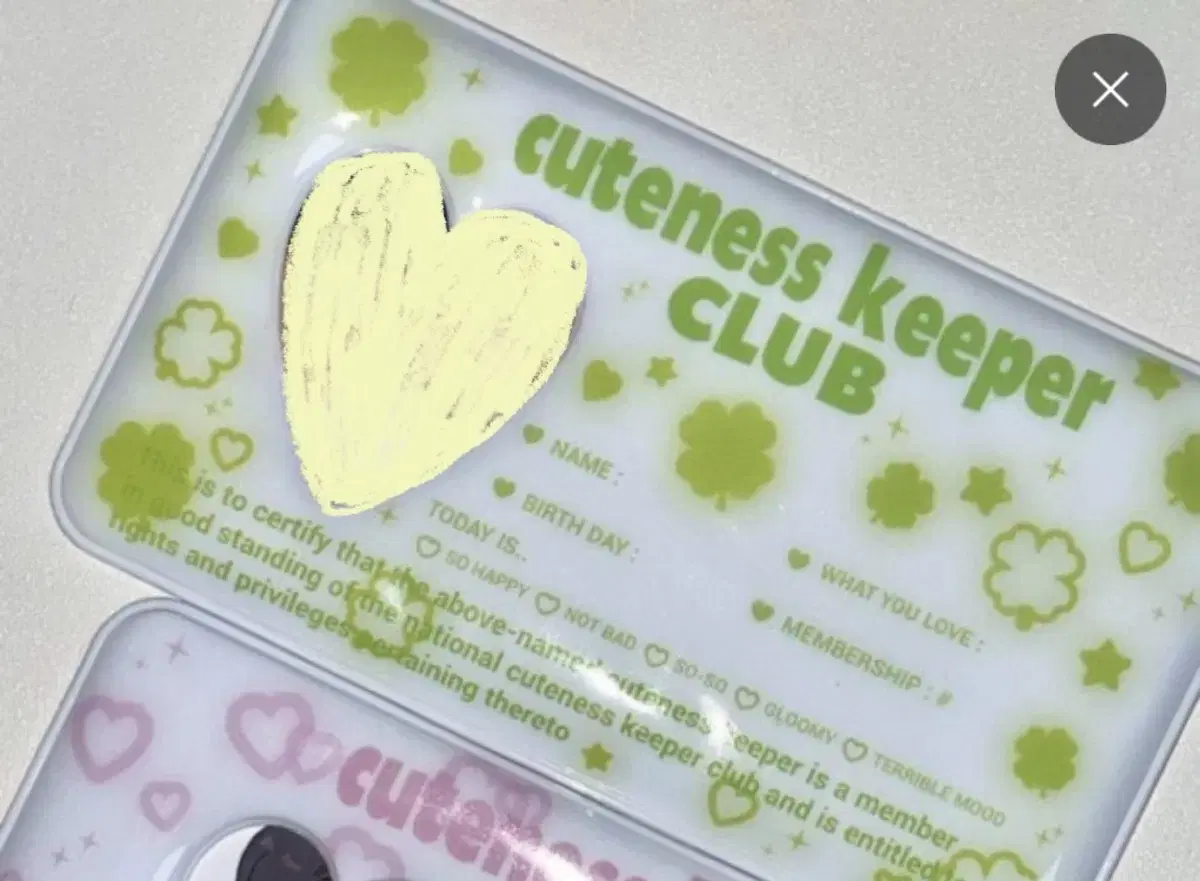 cuteness keeper
CLUB
♥ NAME :
♥ BIRTH DAY :
♥ WHAT YOU LOVE :
♥ MEMBERSHIP : #
TODAY IS..
♡ SO HAPPY ♡ NOT BAD ♡ SO-SO ♡ GLOOMY ♡ TERRIBLE MOOD
This is to certify that the above-named cuteness keeper is a member
in good standing of the national cuteness keeper club and is entitled
rights and privileges pertaining thereto
cuteness